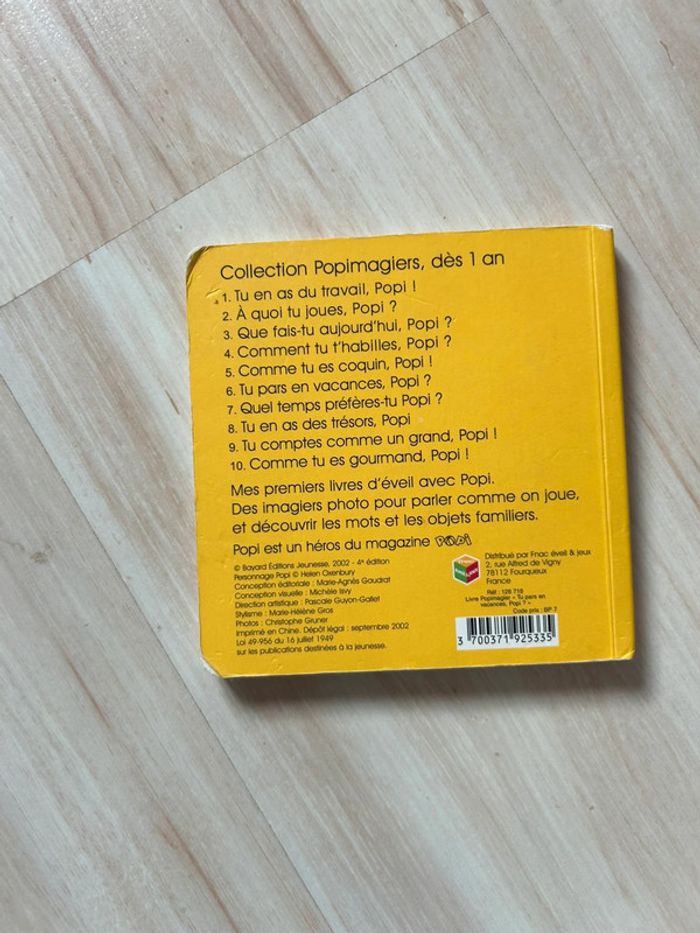 Collection Popimagiers, dès 1 an
1. Tu en as du travail, Popi !
2. À quoi tu joues, Popi ?
3. Que fais-tu aujourd'hui, Popi ?
4. Comment tu t'habilles, Popi ?
5. Comme tu es coquin, Popi !
6. Tu pars en vacances, Popi ?
7. Quel temps préfères-tu Popi ?
8. Tu en as des trésors, Popi
9. Tu comptes comme un grand, Popi !
10. Comme tu es gourmand, Popi !
Mes premiers livres d'éveil avec Popi.
Des imagiers photo pour parler comme on joue,
et découvrir les mots et les objets familiers.
Popi est un héros du magazine Popi
© Bayard Éditions Jeunesse, 2002 - 4e édition
Personnage Popi © Helen Oxenbury
Conception éditoriale : Marie-Agnès Gaudrat
Conception visuelle : Michèle Isvy
Direction artistique : Pascale Guyon-Gallet
Stylisme : Marie-Hélène Gros
Photos : Christophe Gruner
Imprimé en Chine. Dépôt légal : septembre 2002
Loi 49-956 du 16 juillet 1949
sur les publications destinées à la jeunesse.
Distribué par Fnac éveil & jeux
2, rue Alfred de Vigny
78112 Fourqueux
France
Réf : 128 718
Livre Popimagier « Tu pars en
vacances, Popi ? »
Code prix : BP 7
3 700371 925335